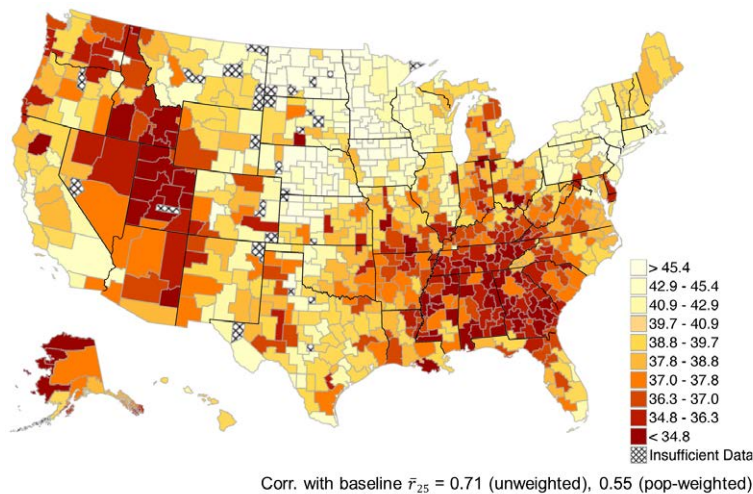 > 45.4
42.9 - 45.4
40.9 - 42.9
39.7 - 40.9
38.8 - 39.7
37.8 - 38.8
37.0 - 37.8
36.3 - 37.0
34.8 - 36.3
< 34.8
Insufficient Data
Corr. with baseline r̄₂₅ = 0.71 (unweighted), 0.55 (pop-weighted)